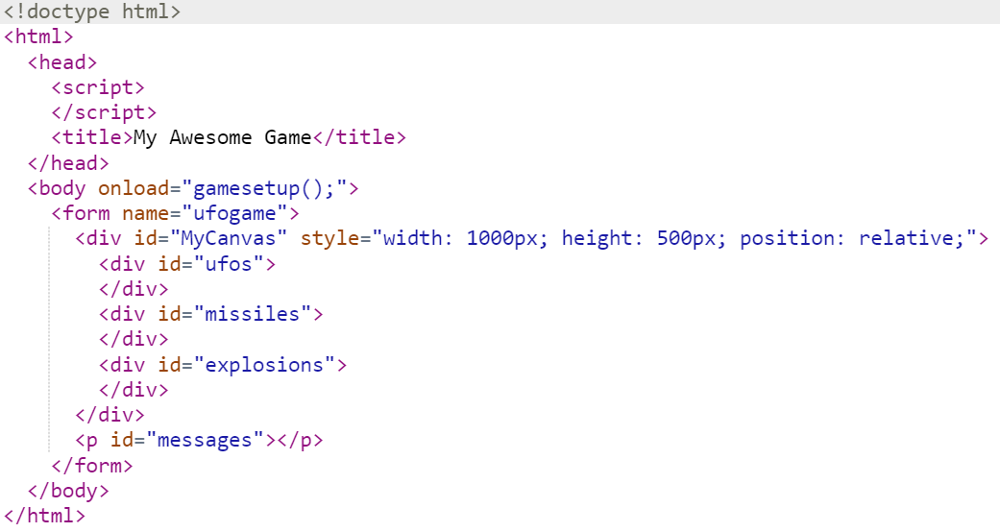 <!doctype html>
<html>
  <head>
    <script>
    </script>
    <title>My Awesome Game</title>
  </head>
  <body onload="gamesetup();">
    <form name="ufogame">
      <div id="MyCanvas" style="width: 1000px; height: 500px; position: relative;">
        <div id="ufos">
        </div>
        <div id="missiles">
        </div>
        <div id="explosions">
        </div>
      </div>
      <p id="messages"></p>
    </form>
  </body>
</html>